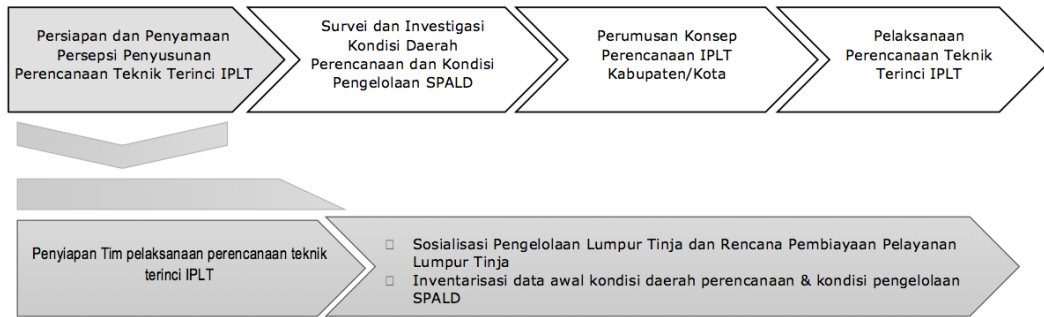 Persiapan dan Penyamaan
Persepsi Penyusunan
Perencanaan Teknik Terinci IPLT
Survei dan Investigasi
Kondisi Daerah
Perencanaan dan Kondisi
Pengelolaan SPALD
Perumusan Konsep
Perencanaan IPLT
Kabupaten/Kota
Pelaksanaan
Perencanaan Teknik
Terinci IPLT
Penyiapan Tim pelaksanaan perencanaan teknik
terinci IPLT
Sosialisasi Pengelolaan Lumpur Tinja dan Rencana Pembiayaan Pelayanan
Lumpur Tinja
Inventarisasi data awal kondisi daerah perencanaan & kondisi pengelolaan
SPALD